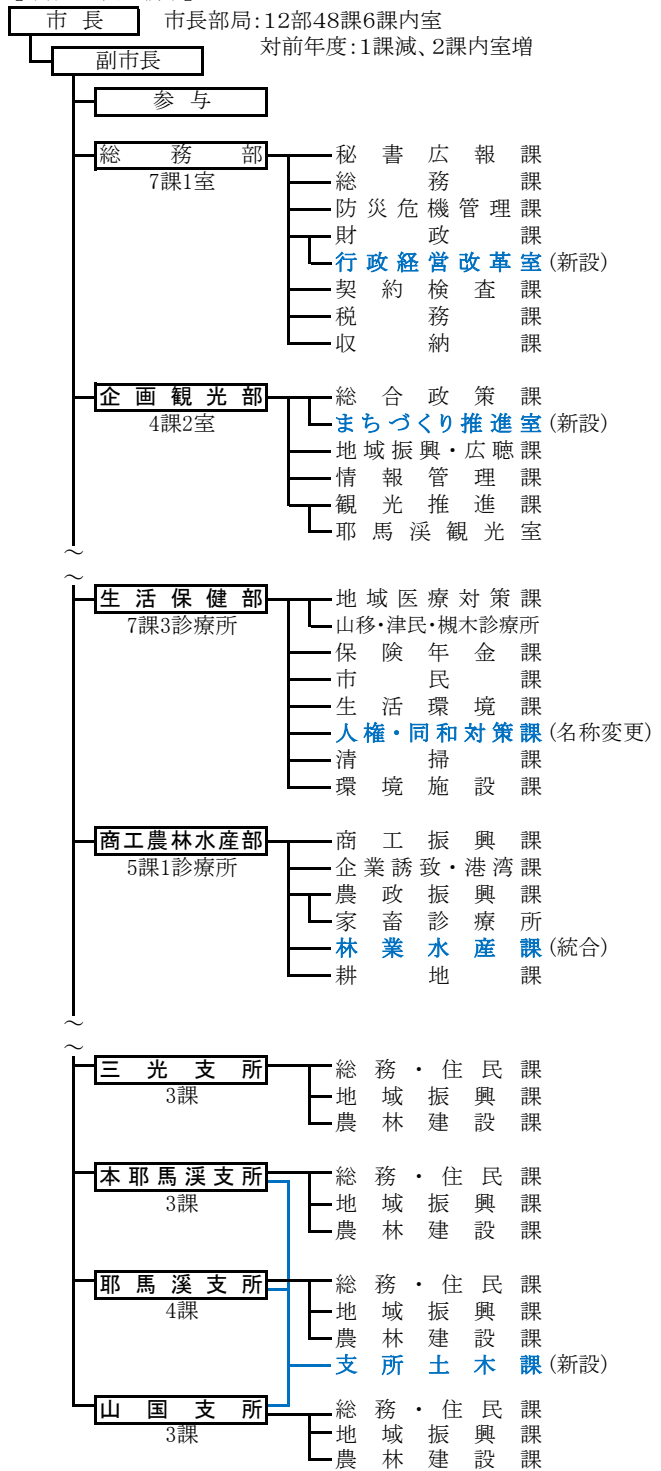 市長 市長部局：12部48課6課内室
対前年度：1課減、2課内室増
副市長
参与
総務部 秘書広報課
7課1室 総務課
防災危機管理課
財政課
行政経営改革室(新設)
契約検査課
税務課
収納課
企画観光部 総合政策課
4課2室 まちづくり推進室(新設)
地域振興・広聴課
情報管理課
観光推進課
耶馬渓観光室
～
～
生活保健部 地域医療対策課
7課3診療所 山移・津民・槻木診療所
保険年金課
市民課
生活環境課
人権・同和対策課(名称変更)
清掃課
環境施設課
商工農林水産部 商工振興課
5課1診療所 企業誘致・港湾課
農政振興課
家畜診療所
林業水産課(統合)
耕地課
～
～
三光支所 総務・住民課
3課 地域振興課
農林建設課
本耶馬渓支所 総務・住民課
3課 地域振興課
農林建設課
耶馬渓支所 総務・住民課
4課 地域振興課
農林建設課
支所土木課(新設)
山国支所 総務・住民課
3課 地域振興課
農林建設課